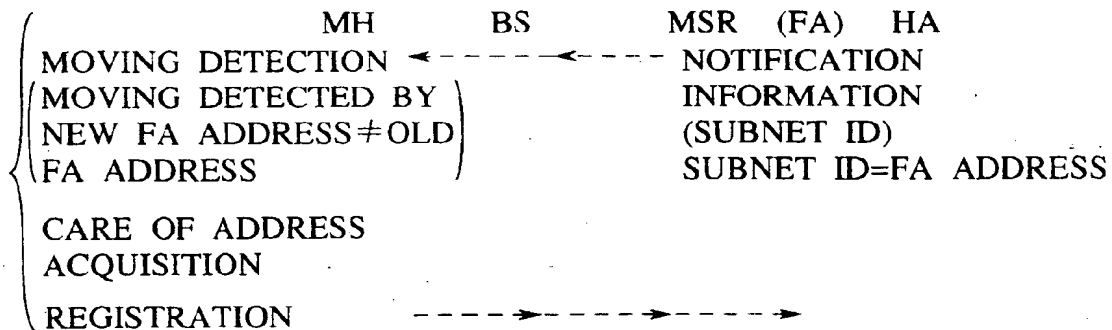 MH BS MSR (FA) HA
MOVING DETECTION NOTIFICATION
MOVING DETECTED BY INFORMATION
NEW FA ADDRESS≠OLD (SUBNET ID)
FA ADDRESS SUBNET ID=FA ADDRESS
CARE OF ADDRESS
ACQUISITION
REGISTRATION